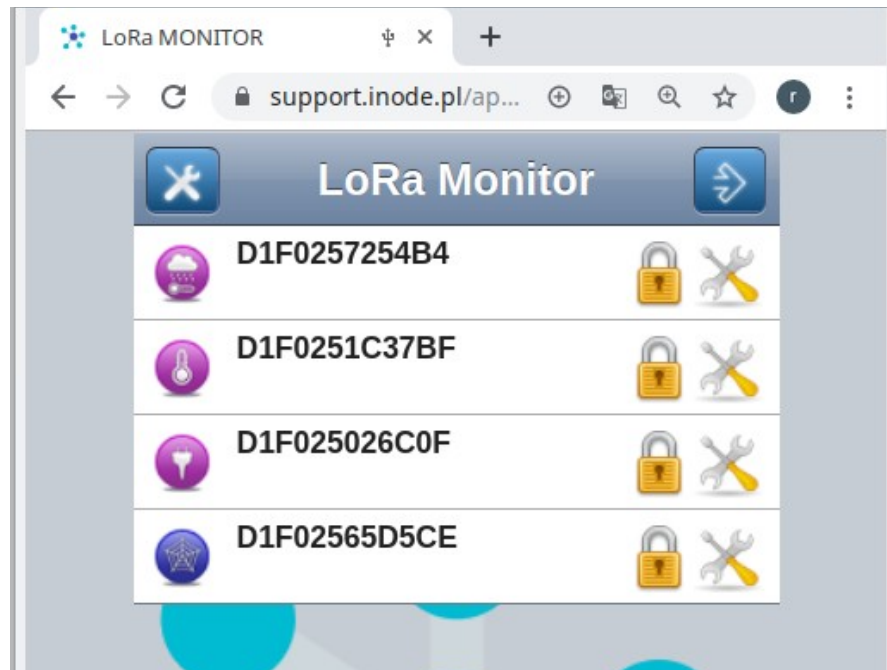 LoRa MONITOR
support.inode.pl/ap...
r
LoRa Monitor
D1F0257254B4
D1F0251C37BF
D1F025026C0F
D1F02565D5CE